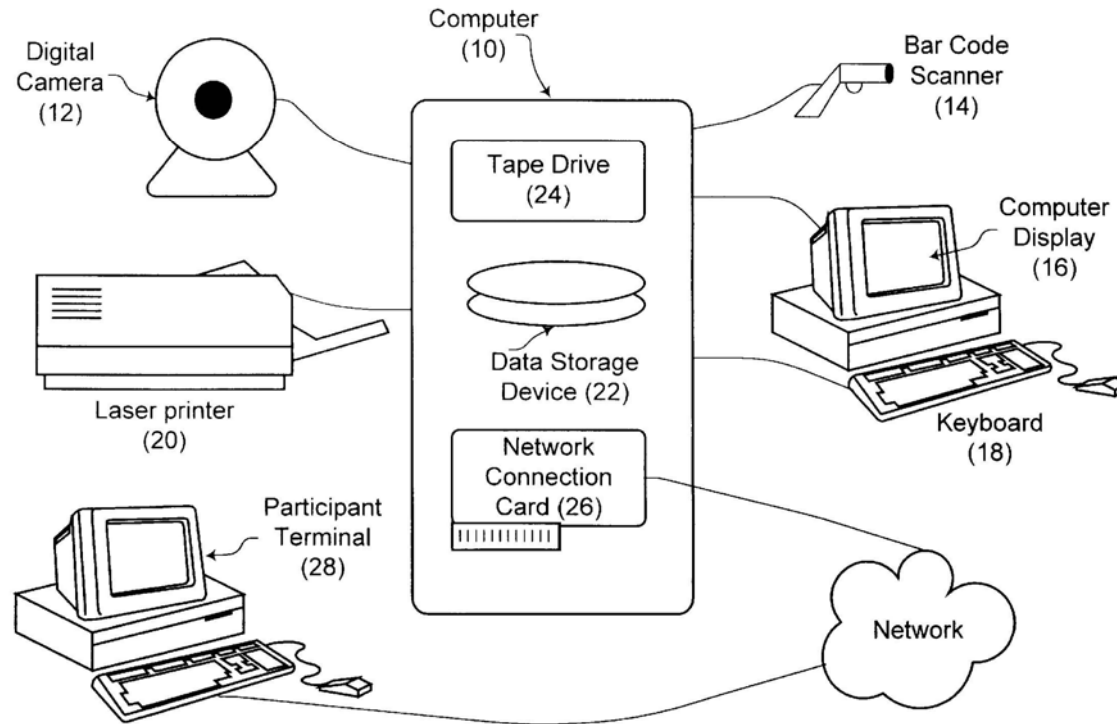 Computer
(10)
Digital
Camera
(12)
Bar Code
Scanner
(14)
Tape Drive
(24)
Computer
Display
(16)
Data Storage
Device (22)
Laser printer
(20)
Keyboard
(18)
Network
Connection
Card (26)
Participant
Terminal
(28)
Network